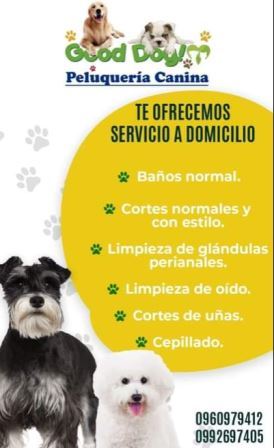 Good Dog!
Peluquería Canina
TE OFRECEMOS
SERVICIO A DOMICILIO
Baños normal.
Cortes normales y
con estilo.
Limpieza de glándulas
perianales.
Limpieza de oído.
Cortes de uñas.
Cepillado.
0960979412
0992697405